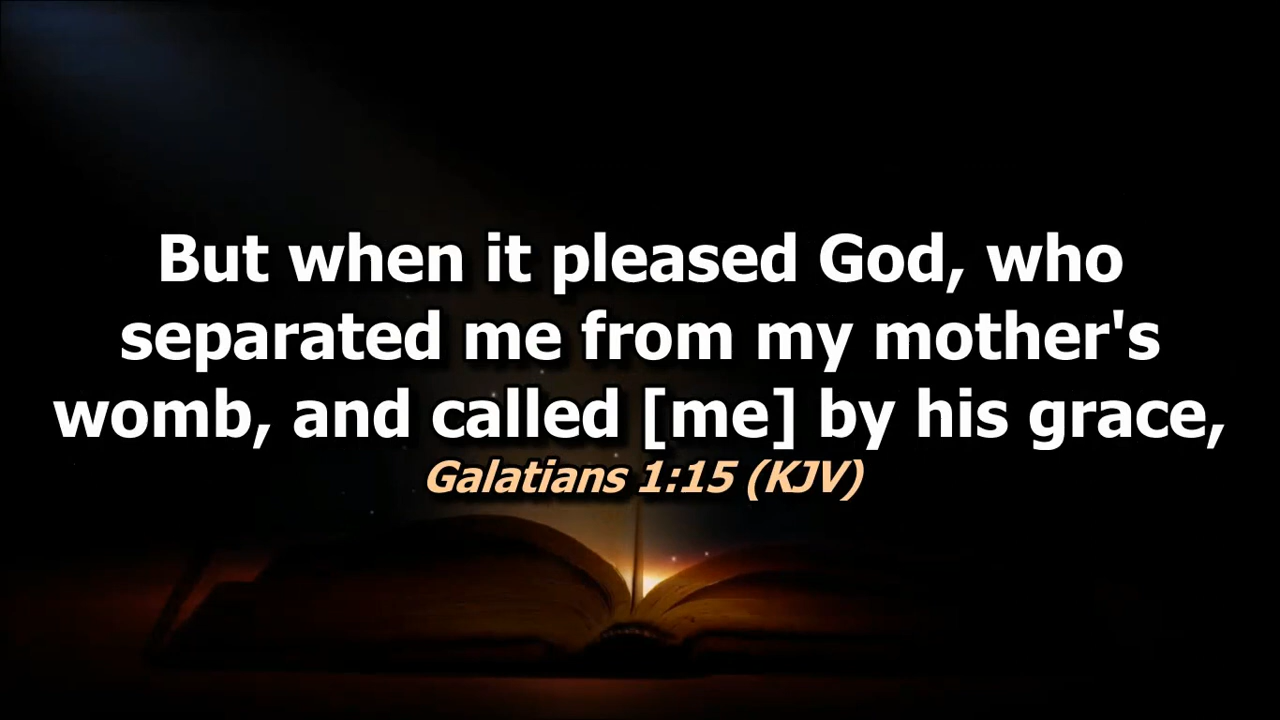 But when it pleased God, who
separated me from my mother's
womb, and called [me] by his grace,
Galatians 1:15 (KJV)